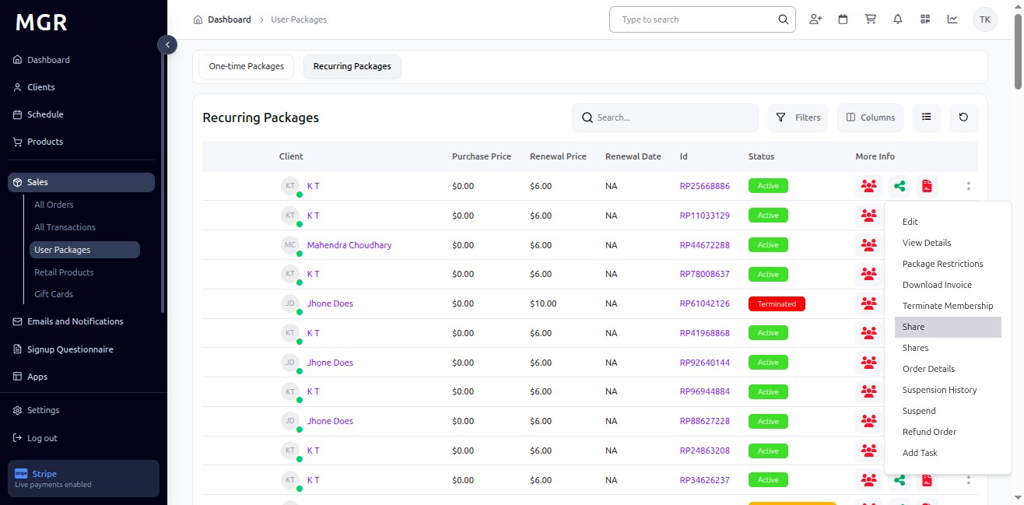 MGR
Dashboard
Clients
Schedule
Products
Sales
All Orders
All Transactions
User Packages
Retail Products
Gift Cards
Emails and Notifications
Signup Questionnaire
Apps
Settings
Log out
Stripe
Live payments enabled
Dashboard > User Packages
Type to search
TK
One-time Packages Recurring Packages
Recurring Packages
Search...
Filters
Columns
Client Purchase Price Renewal Price Renewal Date Id Status More Info
KT K T $0.00 $6.00 NA RP25668886 Active
KT K T $0.00 $6.00 NA RP11033129 Active
MC Mahendra Choudhary $0.00 $6.00 NA RP44672288 Active
KT K T $0.00 $6.00 NA RP78008637 Active
JD Jhone Does $0.00 $10.00 NA RP61042126 Terminated
KT K T $0.00 $6.00 NA RP41968868 Active
JD Jhone Does $0.00 $6.00 NA RP92640144 Active
KT K T $0.00 $6.00 NA RP96944884 Active
JD Jhone Does $0.00 $6.00 NA RP88627228 Active
KT K T $0.00 $6.00 NA RP24863208 Active
KT K T $0.00 $6.00 NA RP34626237 Active
Edit
View Details
Package Restrictions
Download Invoice
Terminate Membership
Share
Shares
Order Details
Suspension History
Suspend
Refund Order
Add Task